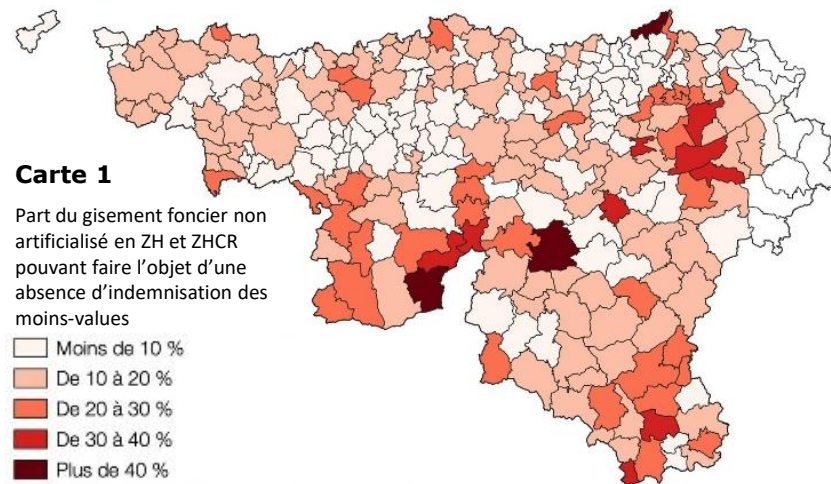 Carte 1
Part du gisement foncier non
artificialisé en ZH et ZHCR
pouvant faire l’objet d’une
absence d’indemnisation des
moins-values
Moins de 10 %
De 10 à 20 %
De 20 à 30 %
De 30 à 40 %
Plus de 40 %